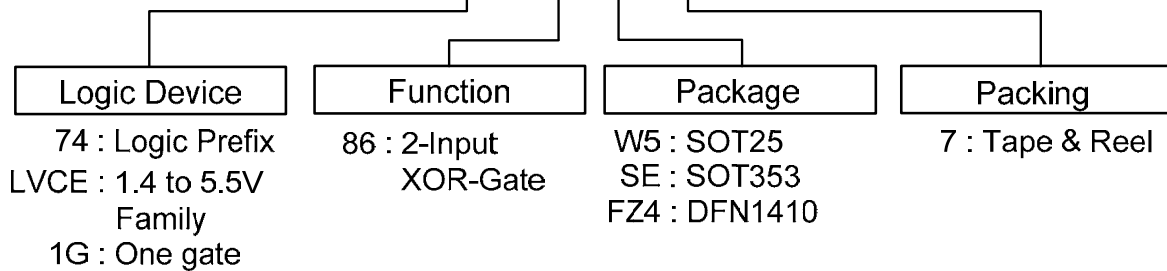 Logic Device
74 : Logic Prefix
LVCE : 1.4 to 5.5V
Family
1G : One gate
Function
86 : 2-Input
XOR-Gate
Package
W5 : SOT25
SE : SOT353
FZ4 : DFN1410
Packing
7 : Tape & Reel